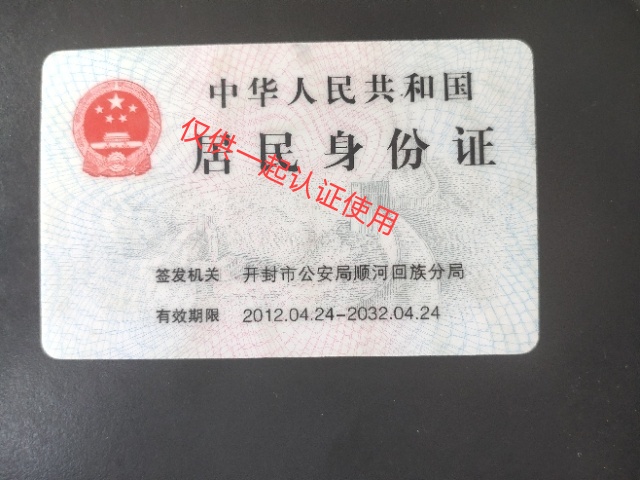 中华人民共和国
居民身份证
仅供一起认证使用
签发机关 开封市公安局顺河回族分局
有效期限 2012.04.24-2032.04.24